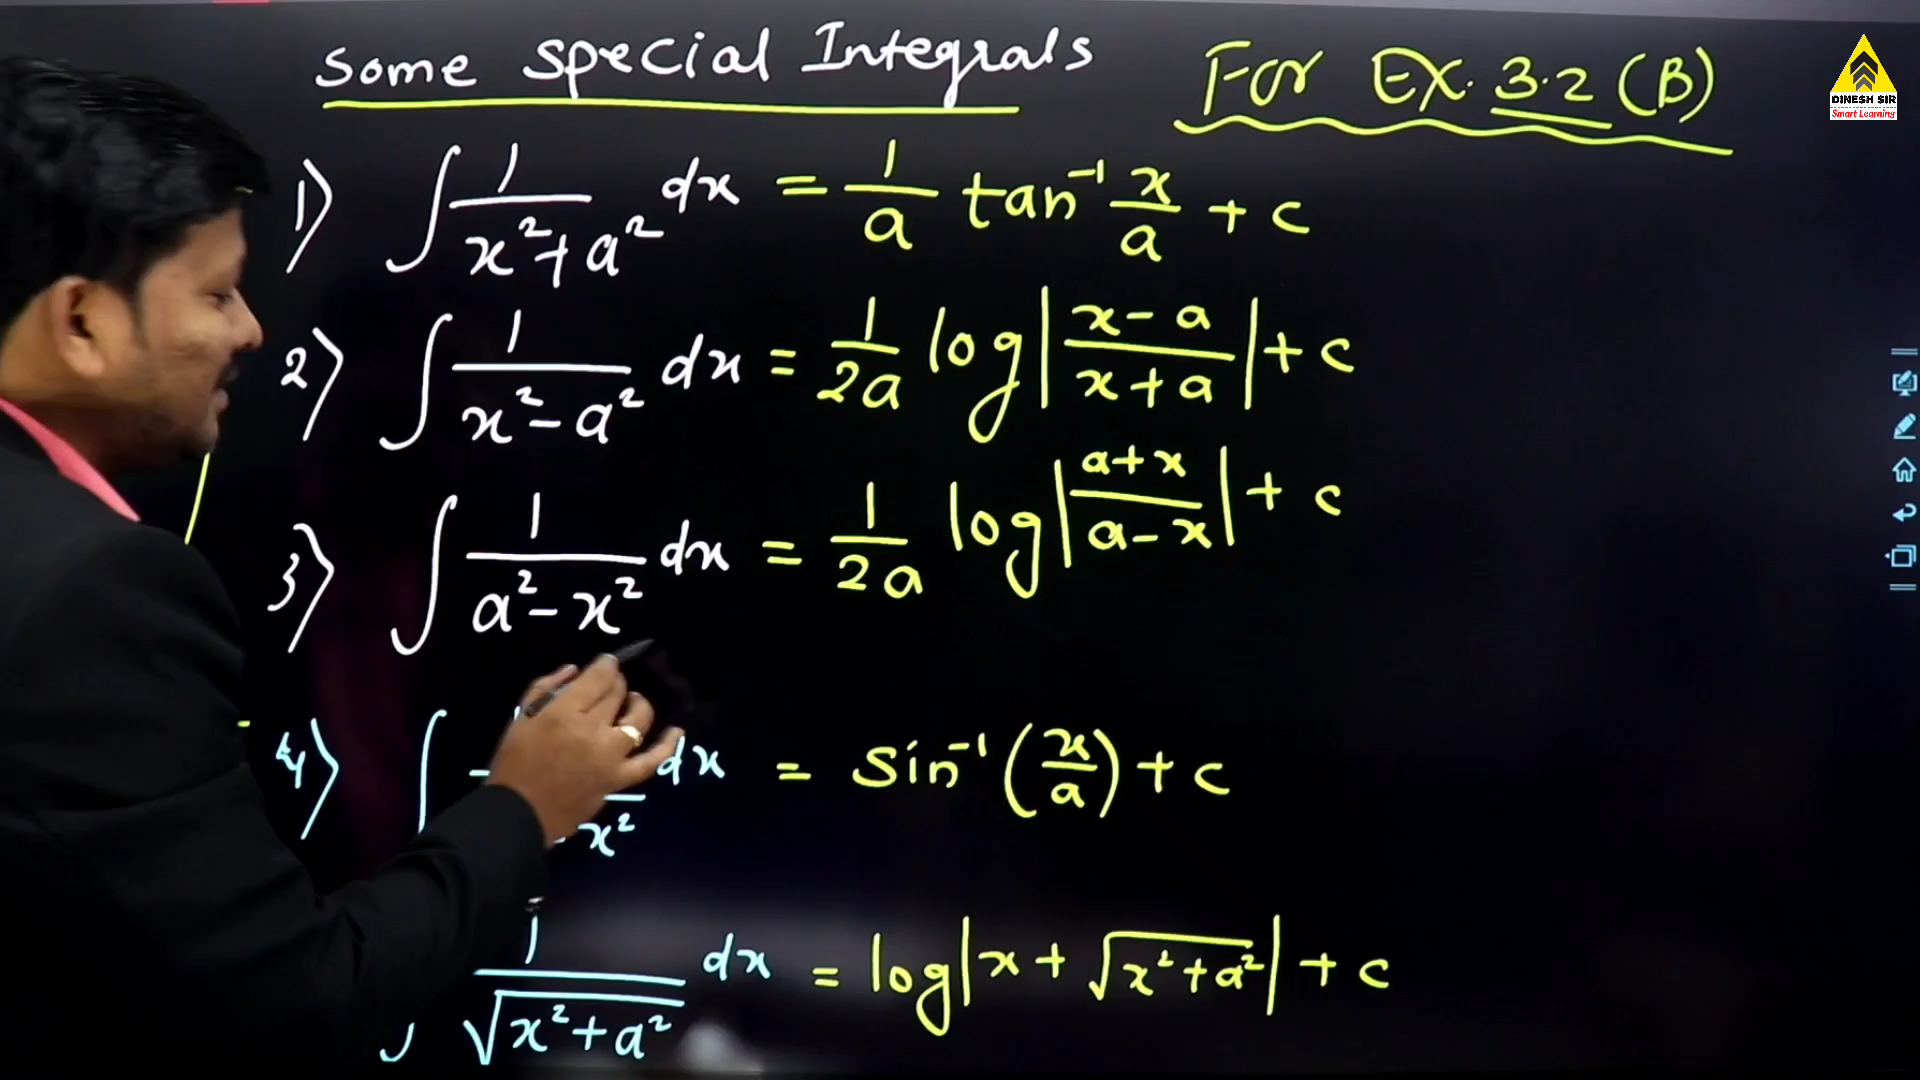 Some Special Integrals
For EX. 3.2 (B)
DINESH SIR
Smart Learning
1) ∫ 1/(x²+a²) dx = 1/a tan⁻¹ x/a + c
2) ∫ 1/(x²-a²) dx = 1/2a log|(x-a)/(x+a)| + c
3) ∫ 1/(a²-x²) dx = 1/2a log|(a+x)/(a-x)| + c
4) ∫ x² dx = sin⁻¹(x/a) + c
∫ 1/√(x²+a²) dx = log|x + √(x²+a²)| + c